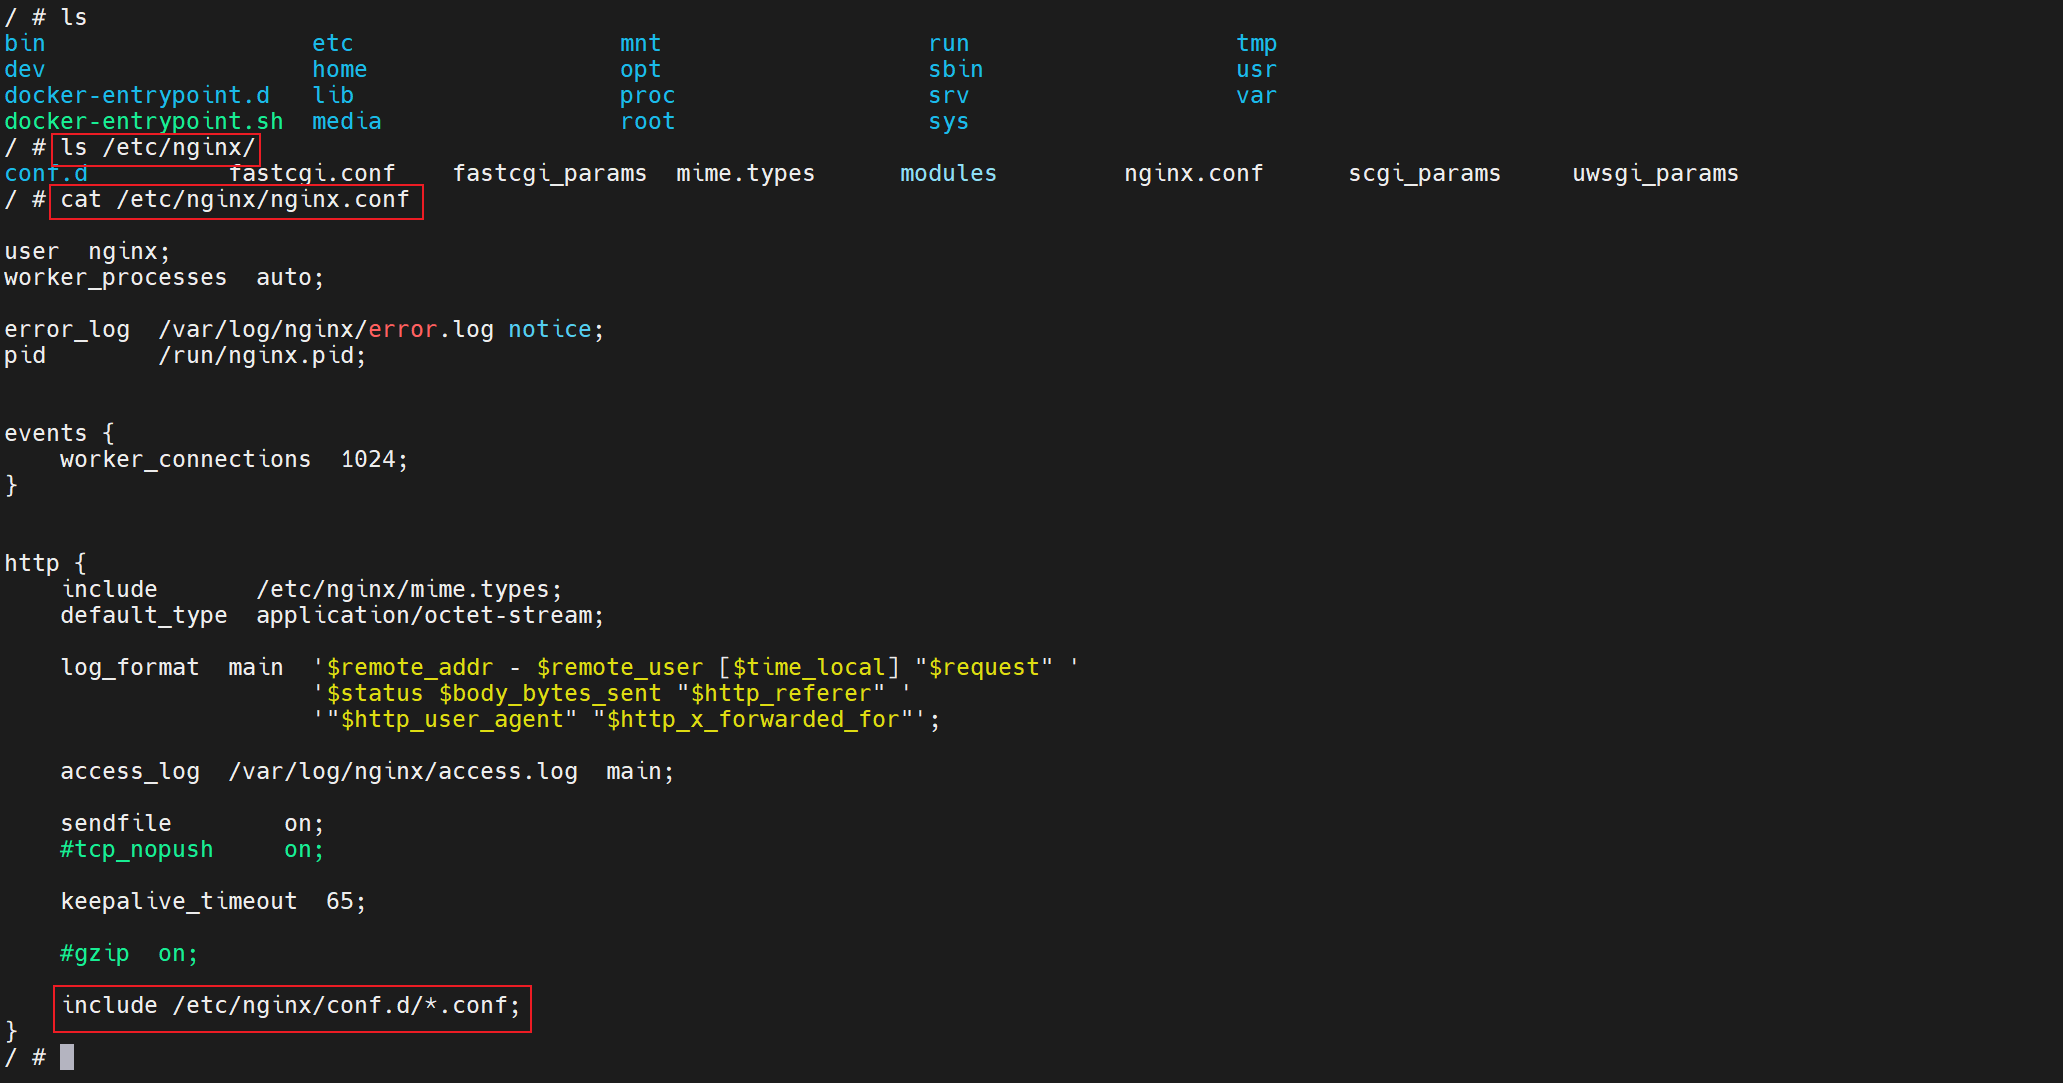 / # ls
bin                   etc                   mnt                   run                   tmp
dev                   home                  opt                   sbin                  usr
docker-entrypoint.d   lib                   proc                  srv                   var
docker-entrypoint.sh  media                 root                  sys
/ # ls /etc/nginx/
conf.d          fastcgi.conf    fastcgi_params  mime.types      modules         nginx.conf      scgi_params     uwsgi_params
/ # cat /etc/nginx/nginx.conf

user  nginx;
worker_processes  auto;

error_log  /var/log/nginx/error.log notice;
pid        /run/nginx.pid;


events {
    worker_connections  1024;
}


http {
    include       /etc/nginx/mime.types;
    default_type  application/octet-stream;

    log_format  main  '$remote_addr - $remote_user [$time_local] "$request" '
                      '$status $body_bytes_sent "$http_referer" '
                      '"$http_user_agent" "$http_x_forwarded_for"';

    access_log  /var/log/nginx/access.log  main;

    sendfile        on;
    #tcp_nopush     on;

    keepalive_timeout  65;

    #gzip  on;

    include /etc/nginx/conf.d/*.conf;
}
/ #